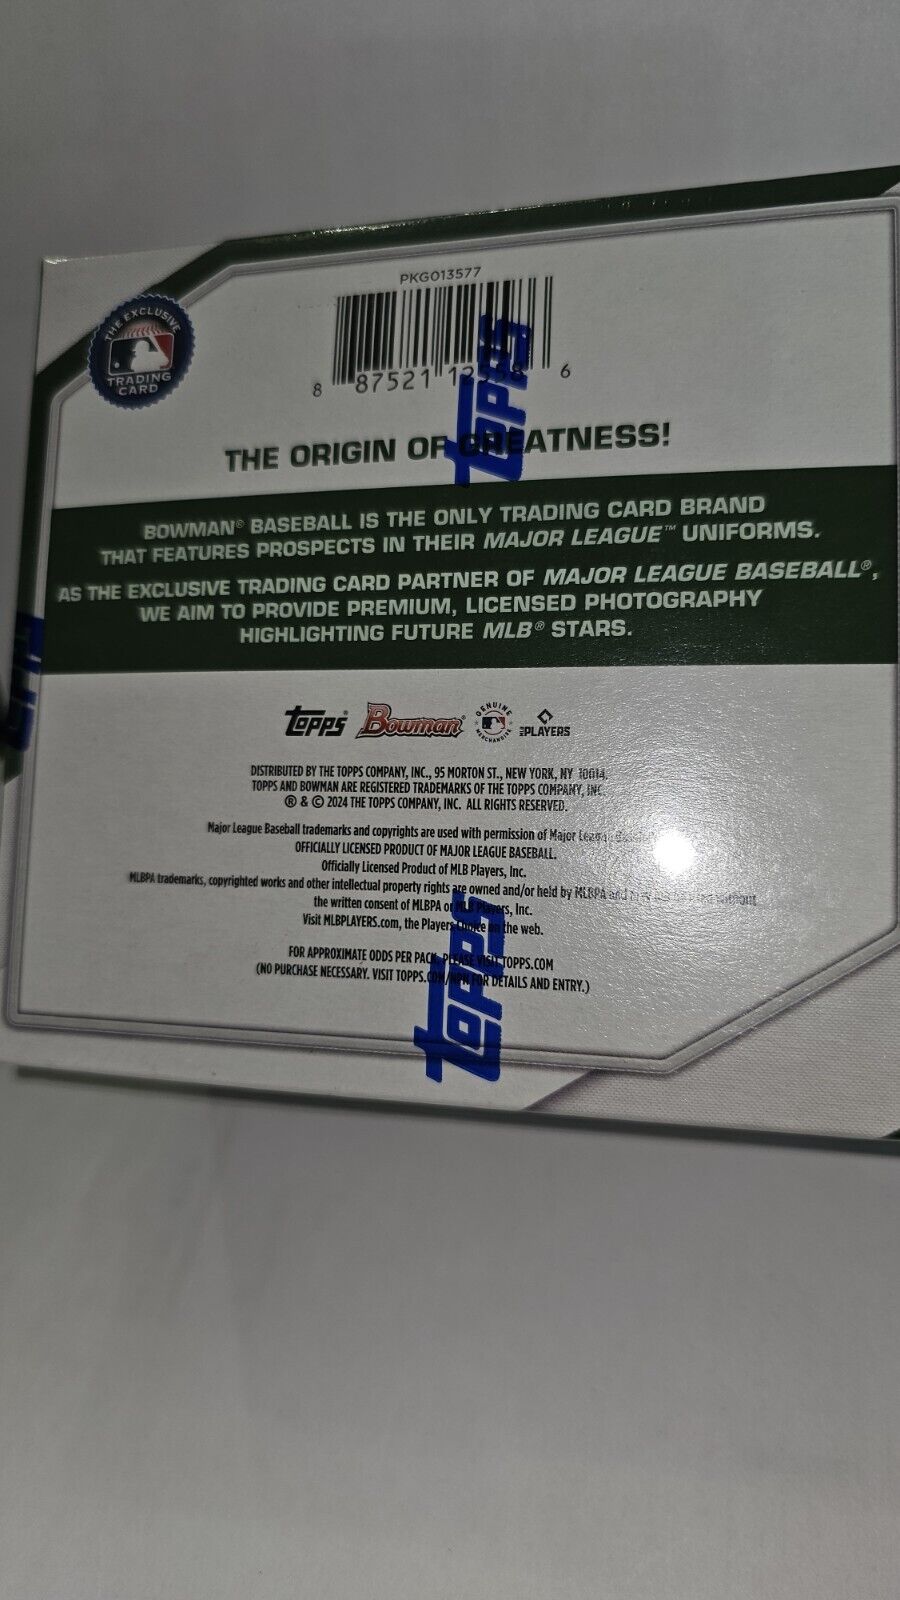 PKG013577
8 87521 6
THE EXCLUSIVE
TRADING
CARD
THE ORIGIN OF GREATNESS!
BOWMAN® BASEBALL IS THE ONLY TRADING CARD BRAND
THAT FEATURES PROSPECTS IN THEIR MAJOR LEAGUE™ UNIFORMS.
AS THE EXCLUSIVE TRADING CARD PARTNER OF MAJOR LEAGUE BASEBALL®,
WE AIM TO PROVIDE PREMIUM, LICENSED PHOTOGRAPHY
HIGHLIGHTING FUTURE MLB® STARS.
Topps® Bowman® GENUINE MERCHANDISE PLAYERS
DISTRIBUTED BY THE TOPPS COMPANY, INC., 95 MORTON ST., NEW YORK, NY 10014.
TOPPS AND BOWMAN ARE REGISTERED TRADEMARKS OF THE TOPPS COMPANY, INC.
® & © 2024 THE TOPPS COMPANY, INC. ALL RIGHTS RESERVED.
Major League Baseball trademarks and copyrights are used with permission of Major League
OFFICIALLY LICENSED PRODUCT OF MAJOR LEAGUE BASEBALL.
Officially Licensed Product of MLB Players, Inc.
MLBPA trademarks, copyrighted works and other intellectual property rights are owned and/or held by MLBPA and without
the written consent of MLBPA or MLB Players, Inc.
Visit MLBPLAYERS.com, the Players Choice on the web.
FOR APPROXIMATE ODDS PER PACK, PLEASE VISIT TOPPS.COM
(NO PURCHASE NECESSARY. VISIT TOPPS.COM/NPN FOR DETAILS AND ENTRY.)
Topps
Topps